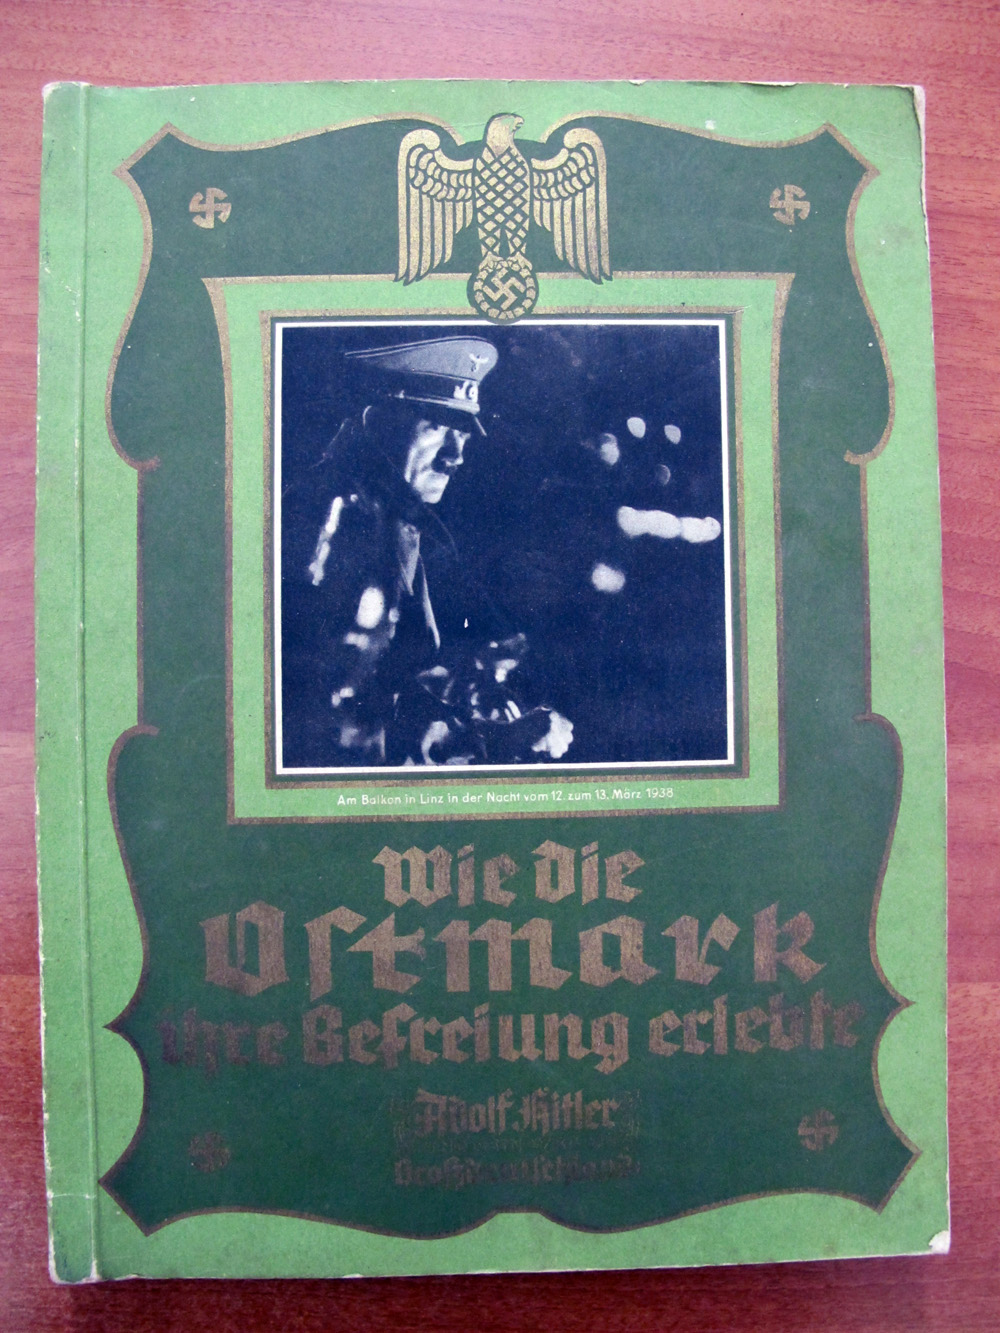 Am Balkon in Linz in der Nacht vom 12. zum 13. März 1938
Wie die
Ostmark
ihre Befreiung erlebte
Adolf Hitler
Großdeutschland